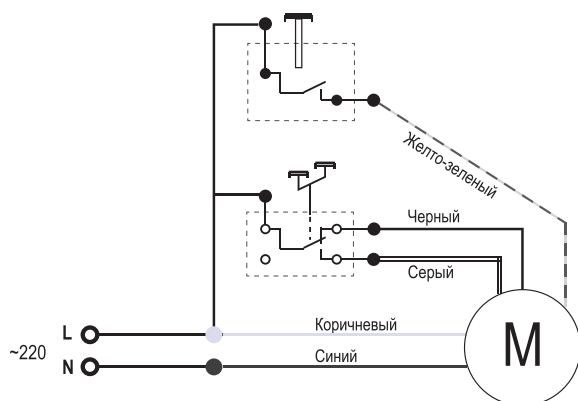 Желто-зеленый
Черный
Серый
L
Коричневый
~220
N
Синий
M